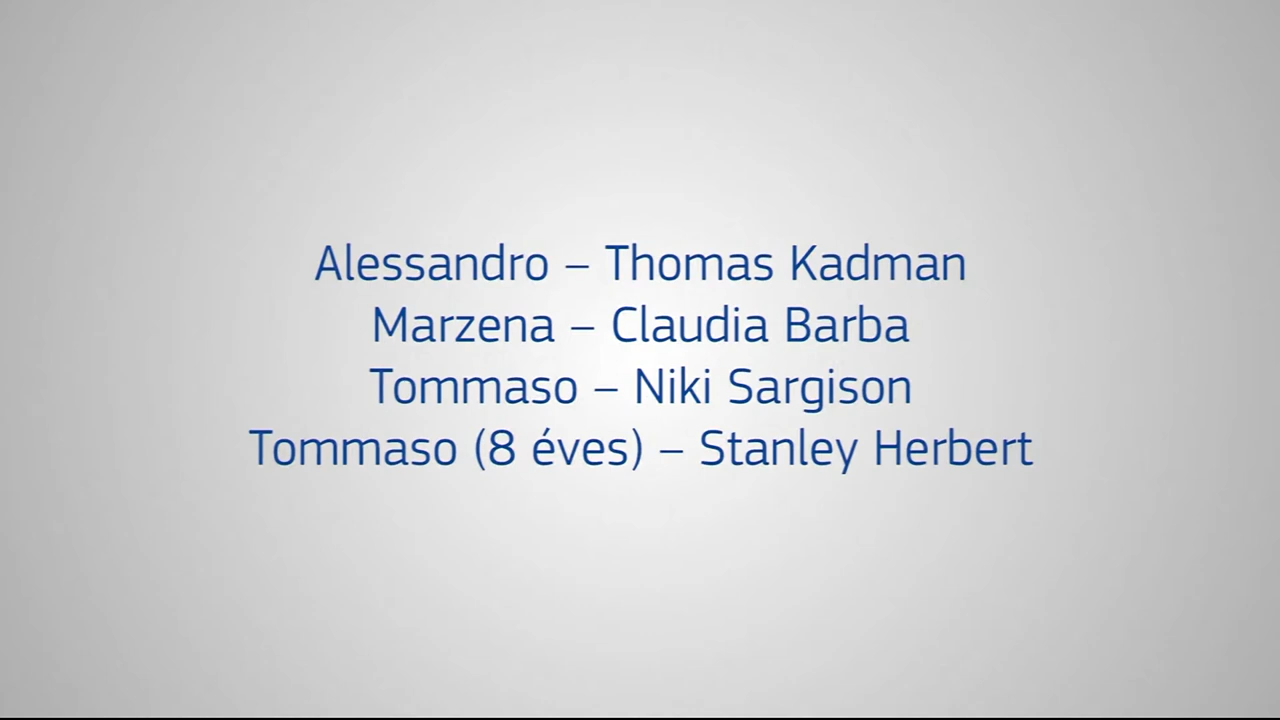 Alessandro – Thomas Kadman
Marzena – Claudia Barba
Tommaso – Niki Sargison
Tommaso (8 éves) – Stanley Herbert